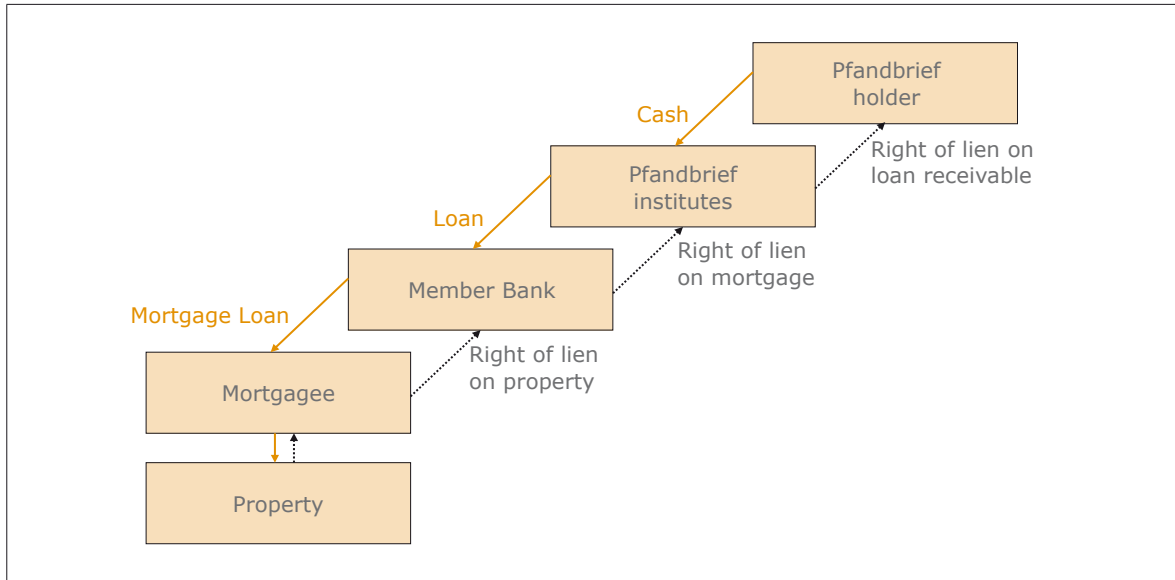 Pfandbrief
holder
Cash
Right of lien on
loan receivable
Pfandbrief
institutes
Loan
Right of lien
on mortgage
Member Bank
Mortgage Loan
Right of lien
on property
Mortgagee
Property